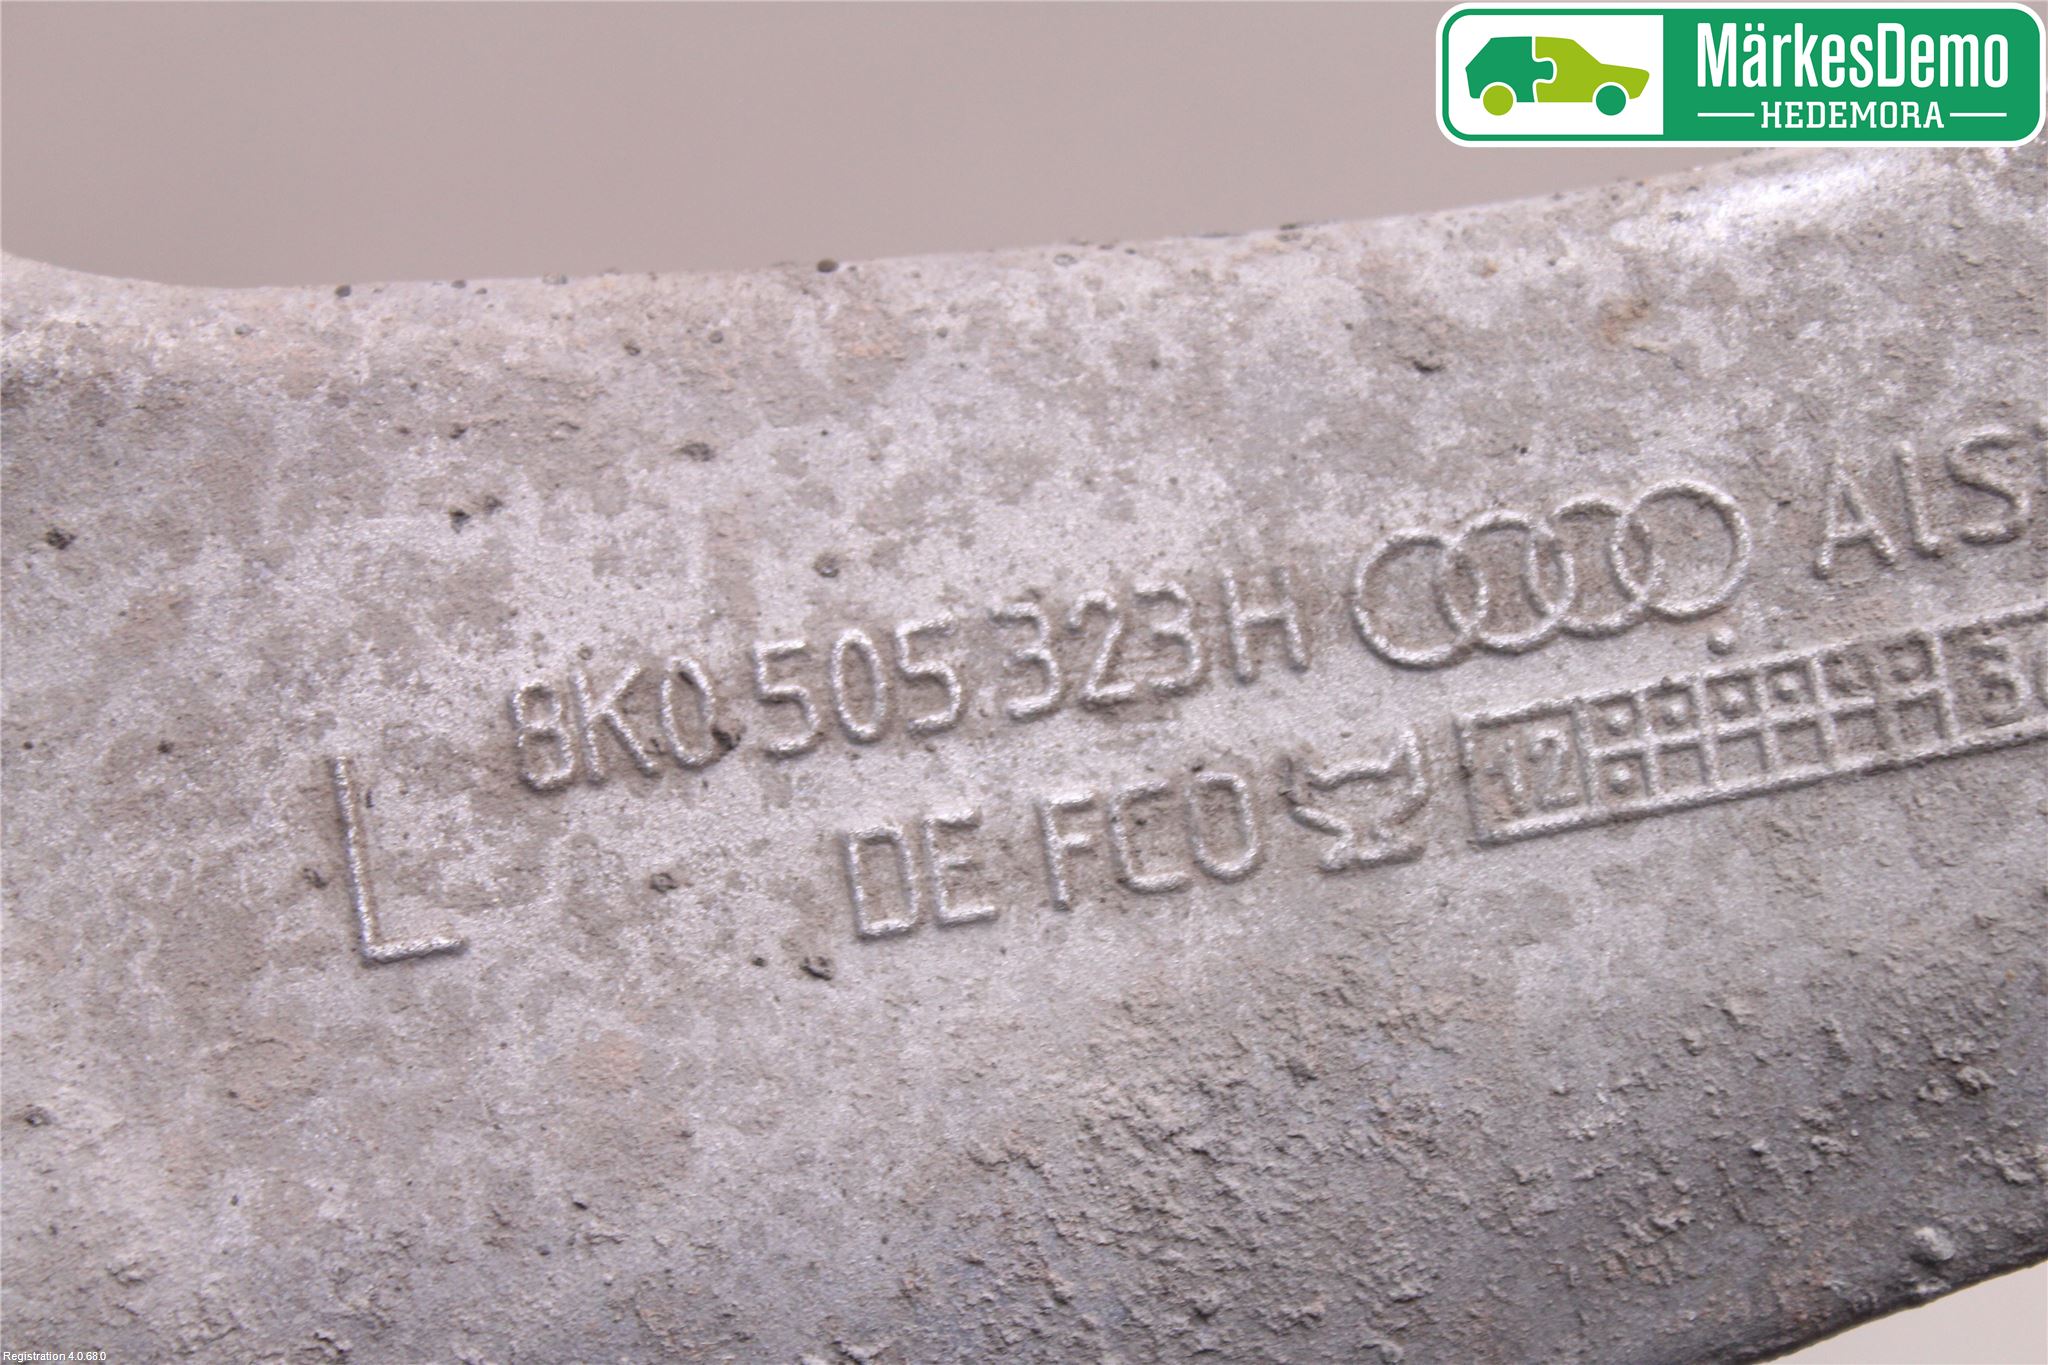 MärkesDemo
HEDEMORA
8K0 505 323 H
L
DE FCO
12
Registration 4.0.68.0